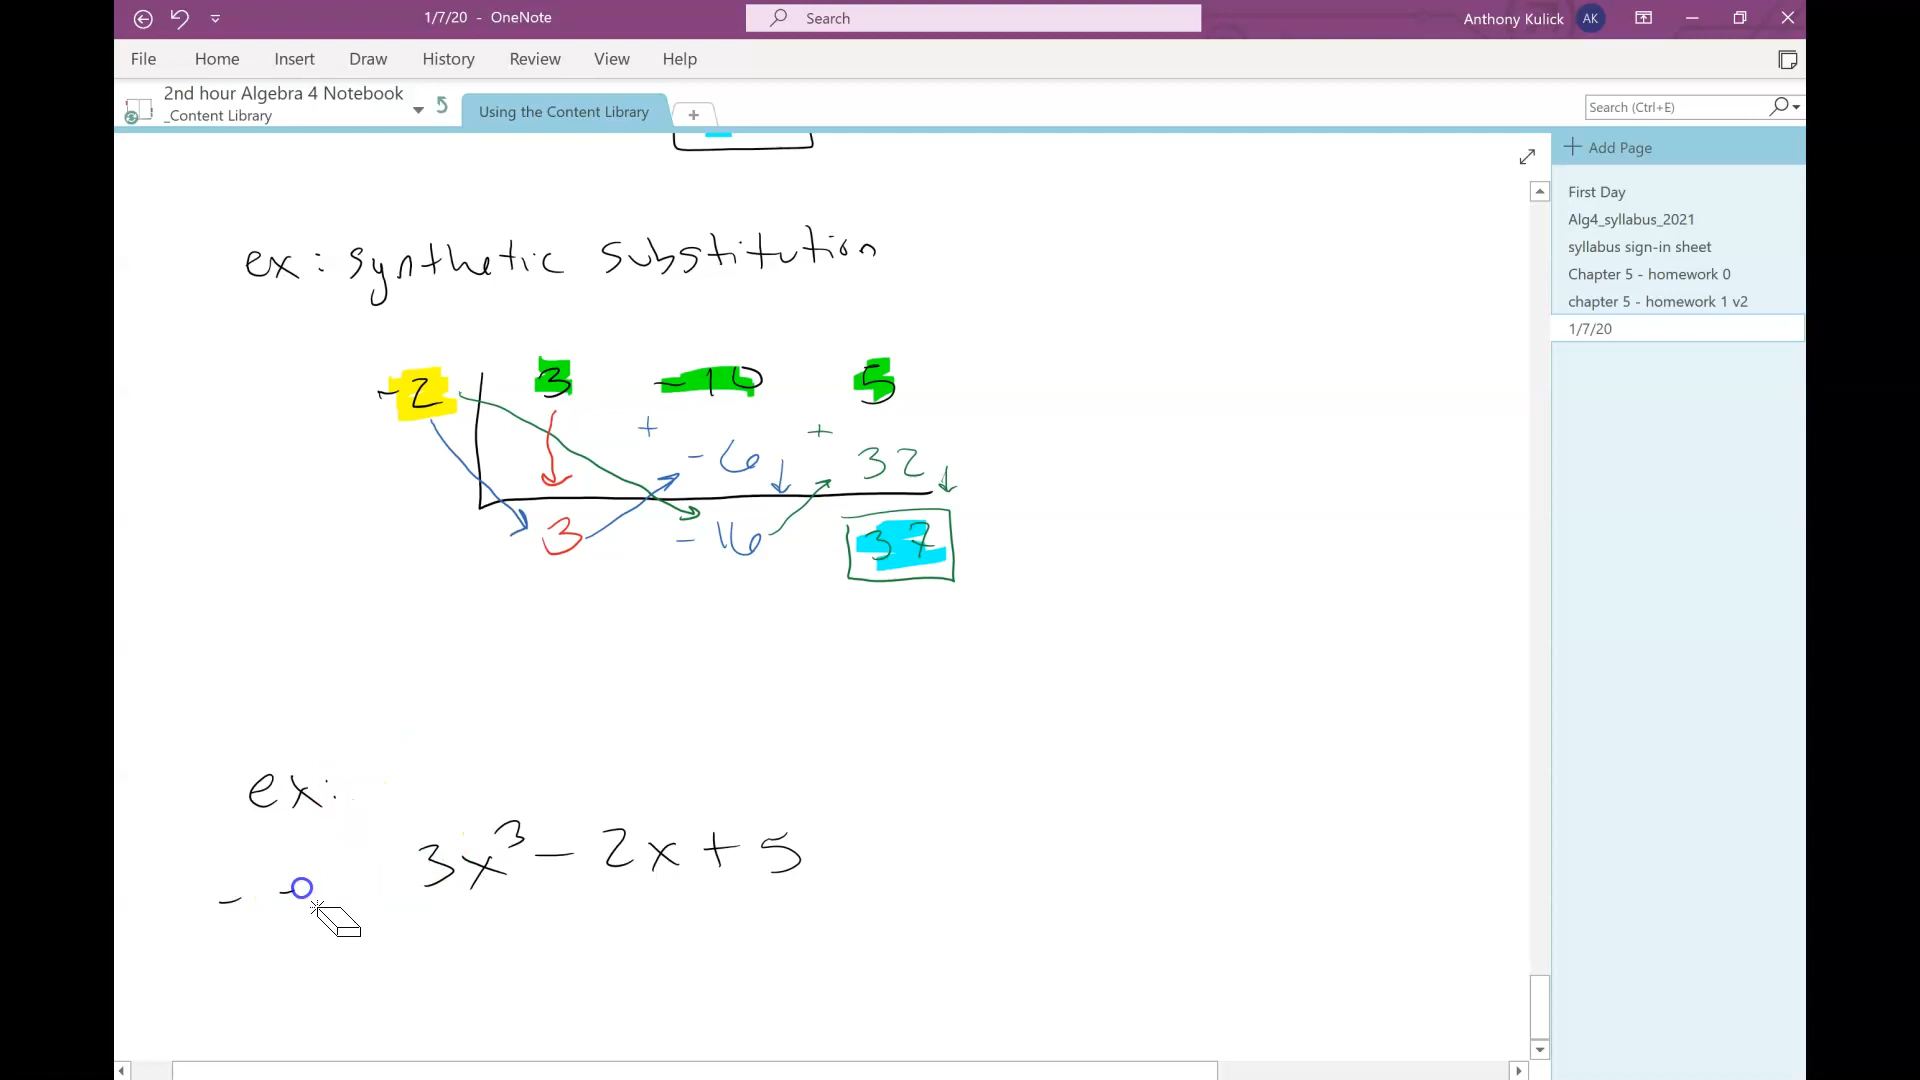 1/7/20 - OneNote
Search
Anthony Kulick AK
File Home Insert Draw History Review View Help
2nd hour Algebra 4 Notebook
_Content Library
Using the Content Library
+
Search (Ctrl+E)
Add Page
First Day
Alg4_syllabus_2021
syllabus sign-in sheet
Chapter 5 - homework 0
chapter 5 - homework 1 v2
1/7/20
ex: synthetic substitution
-2 3 -10 5
+ +
-6 32
3 -16 37
ex:
3x³ - 2x + 5